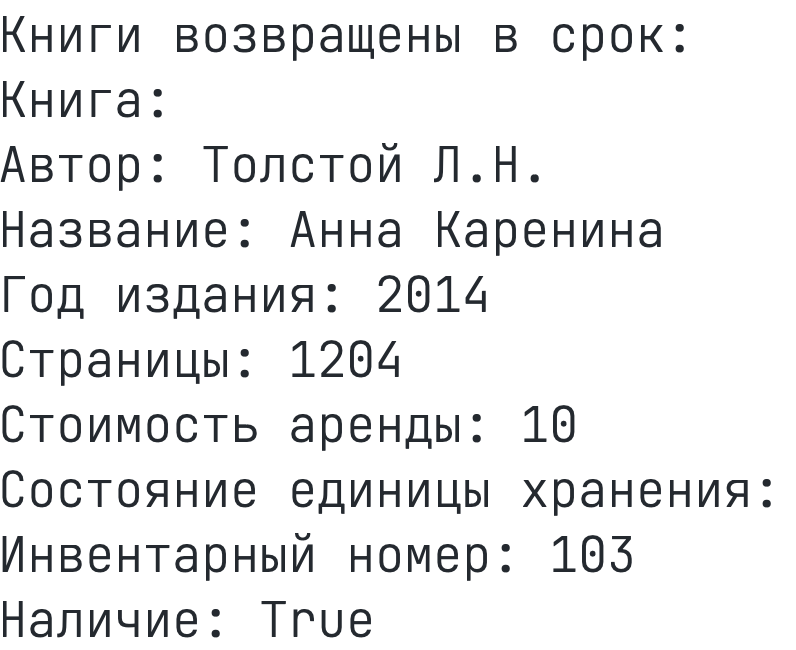 Книги возвращены в срок:
Книга:
Автор: Толстой Л.Н.
Название: Анна Каренина
Год издания: 2014
Страницы: 1204
Стоимость аренды: 10
Состояние единицы хранения:
Инвентарный номер: 103
Наличие: True